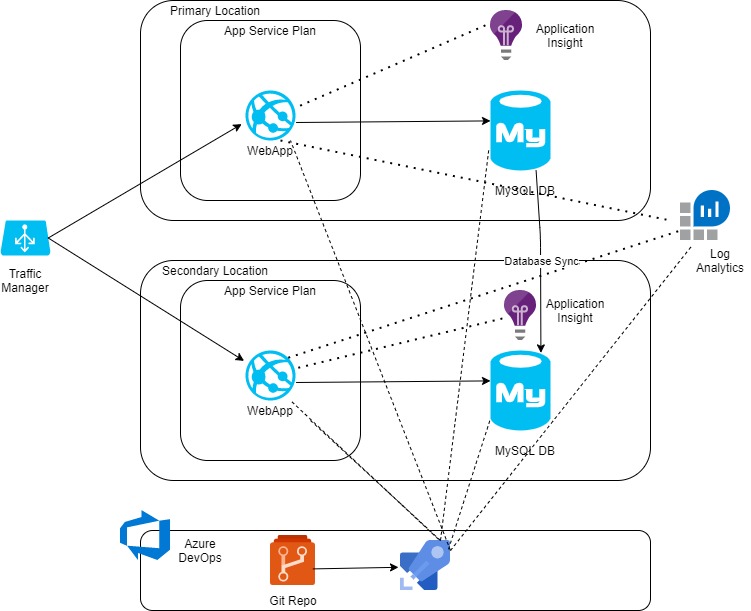 Primary Location
App Service Plan
Application
Insight
WebApp
My
MySQL DB
Traffic
Manager
Log
Analytics
Database Sync
Secondary Location
App Service Plan
Application
Insight
WebApp
My
MySQL DB
Azure
DevOps
Git Repo